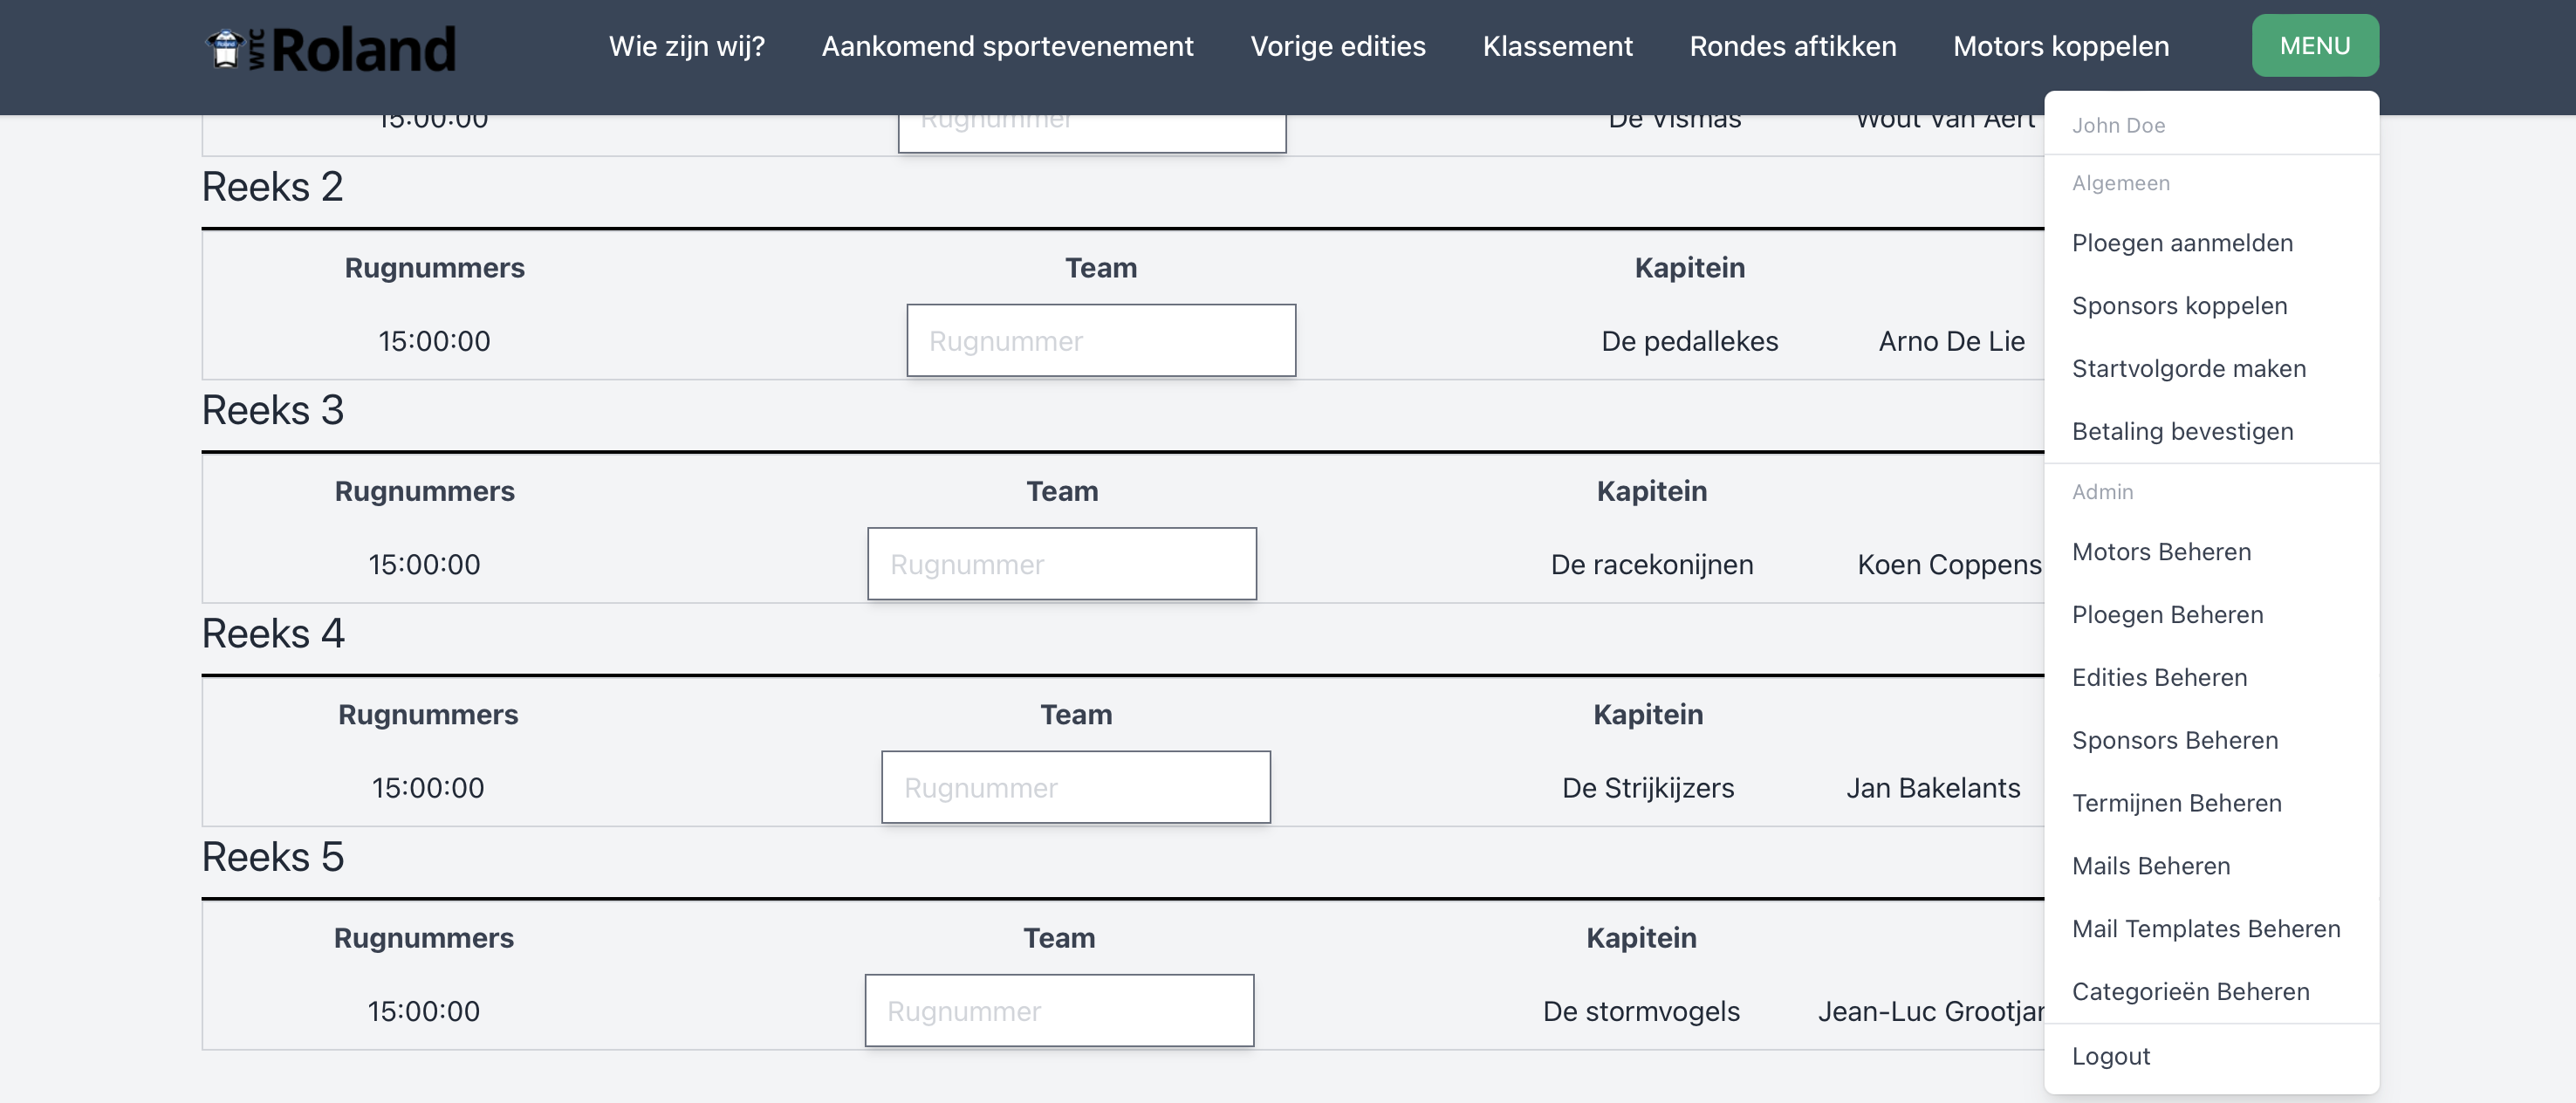 WTC Roland
Wie zijn wij? Aankomend sportevenement Vorige edities Klassement Rondes aftikken Motors koppelen MENU
15:00:00 Rugnummer De Vismas Wout Van Aert
Reeks 2
Rugnummers Team Kapitein
15:00:00 Rugnummer De pedallekes Arno De Lie
Reeks 3
Rugnummers Team Kapitein
15:00:00 Rugnummer De racekonijnen Koen Coppens
Reeks 4
Rugnummers Team Kapitein
15:00:00 Rugnummer De Strijkijzers Jan Bakelants
Reeks 5
Rugnummers Team Kapitein
15:00:00 Rugnummer De stormvogels Jean-Luc
John Doe
Algemeen
Ploegen aanmelden
Sponsors koppelen
Startvolgorde maken
Betaling bevestigen
Admin
Motors Beheren
Ploegen Beheren
Edities Beheren
Sponsors Beheren
Termijnen Beheren
Mails Beheren
Mail Templates Beheren
Categorieën Beheren
Logout